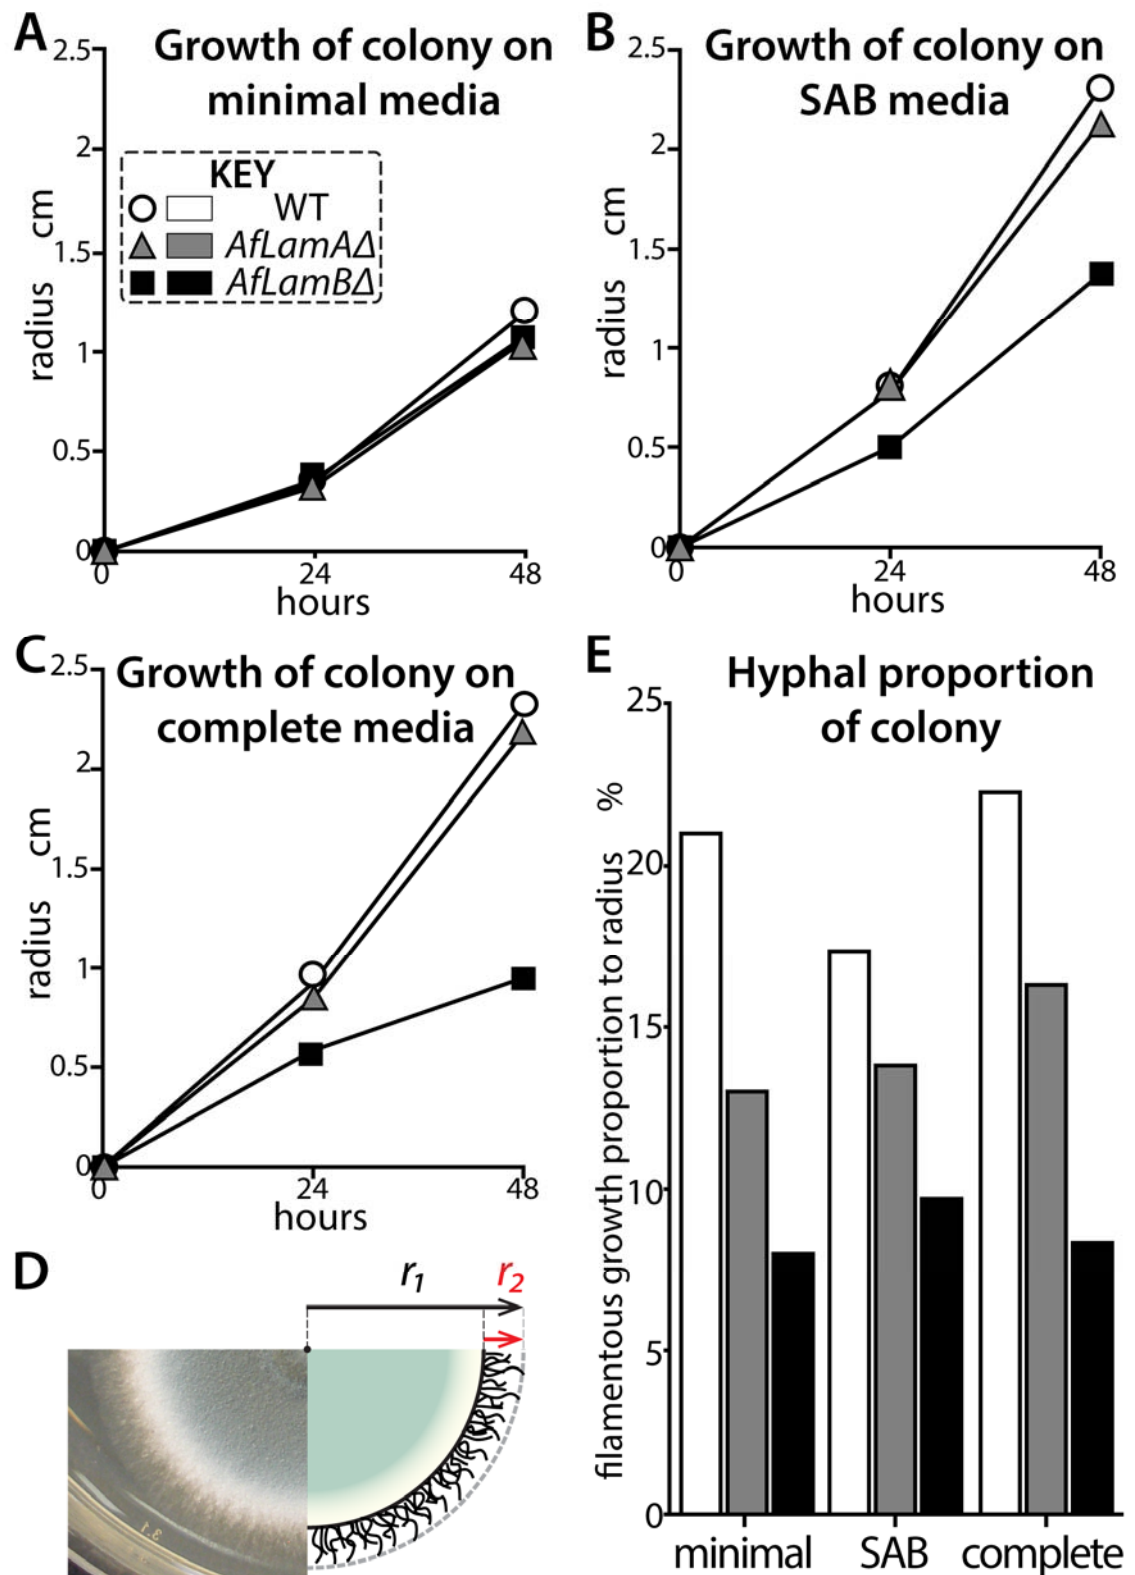 A
Growth of colony on
minimal media
2.5
2
1.5
1
0.5
0
radius cm
0 24 48
hours
KEY
WT
AfLamAΔ
AfLamBΔ
B
Growth of colony on
SAB media
2.5
2
1.5
1
0.5
0
radius cm
0 24 48
hours
C
Growth of colony on
complete media
2.5
2
1.5
1
0.5
0
radius cm
0 24 48
hours
D
r1 r2
3.1
E
Hyphal proportion
of colony
25
20
15
10
5
0
filamentous growth proportion to radius %
minimal SAB complete